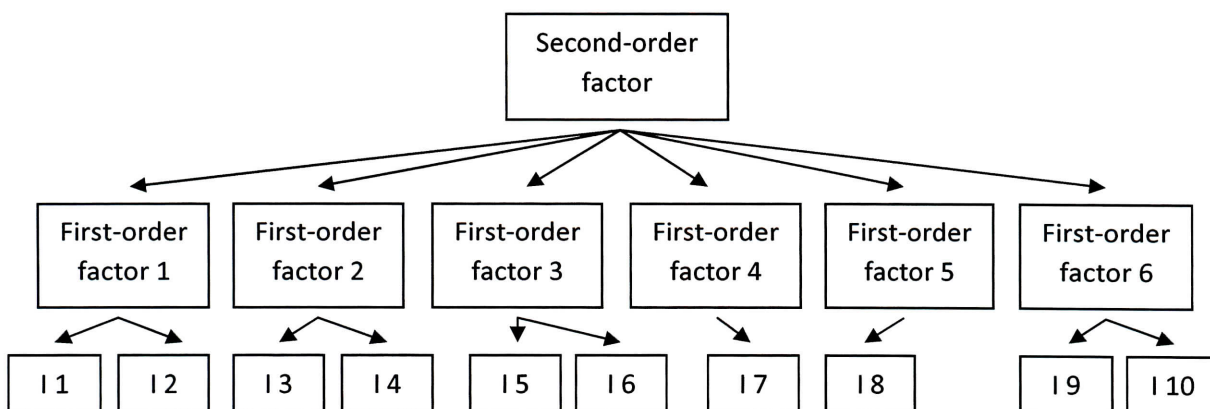 Second-order
factor
First-order
factor 1
First-order
factor 2
First-order
factor 3
First-order
factor 4
First-order
factor 5
First-order
factor 6
I 1
I 2
I 3
I 4
I 5
I 6
I 7
I 8
I 9
I 10